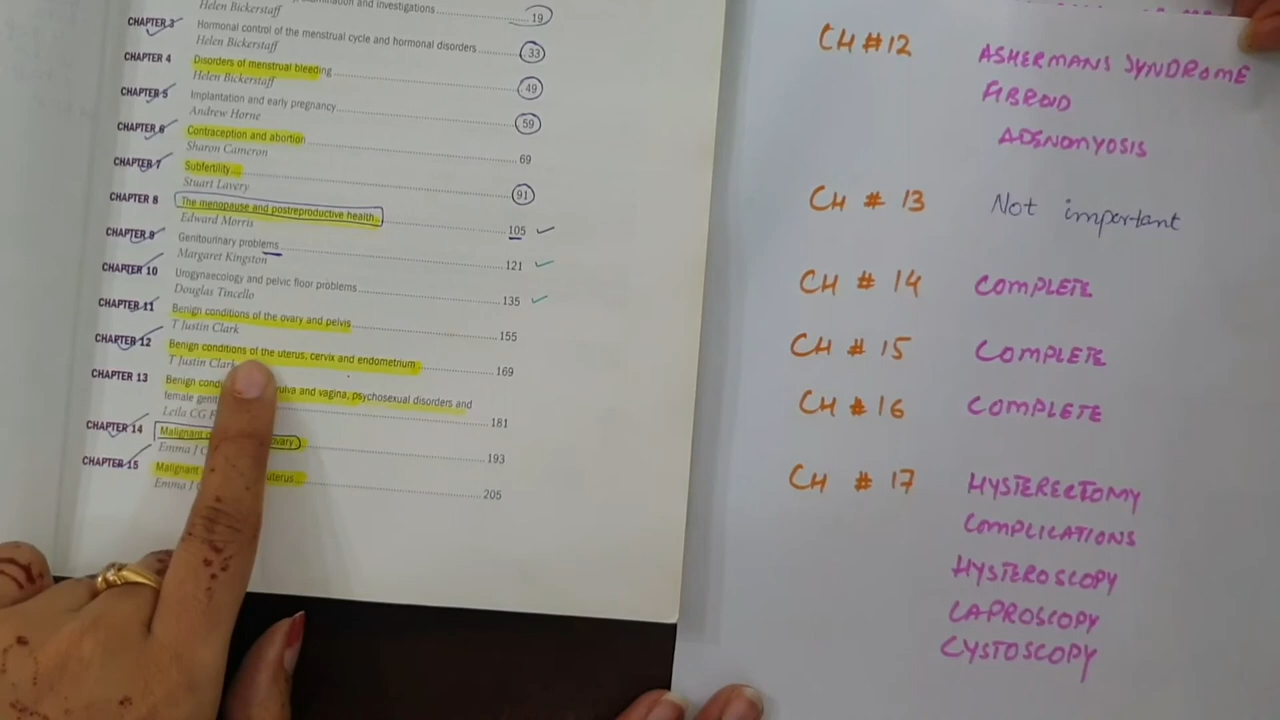 and investigations 19
Helen Bickerstaff
CHAPTER 3 Hormonal control of the menstrual cycle and hormonal disorders 33
Helen Bickerstaff
CHAPTER 4 Disorders of menstrual bleeding 49
Helen Bickerstaff
CHAPTER 5 Implantation and early pregnancy 59
Andrew Horne
CHAPTER 6 Contraception and abortion 69
Sharon Cameron
CHAPTER 7 Subfertility 91
Stuart Lavery
CHAPTER 8 The menopause and postreproductive health 105
Edward Morris
CHAPTER 9 Genitourinary problems 121
Margaret Kingston
CHAPTER 10 Urogynaecology and pelvic floor problems 135
Douglas Tincello
CHAPTER 11 Benign conditions of the ovary and pelvis 155
T Justin Clark
CHAPTER 12 Benign conditions of the uterus, cervix and endometrium 169
T Justin Clark
CHAPTER 13 Benign vagina, psychosexual disorders and
female 181
Leila CG
CHAPTER 14 Malignant ovary 193
Emma J
CHAPTER 15 Malignant uterus 205
Emma J
CH #12 ASHERMANS SYNDROME
FIBROID
ADENOMYOSIS
CH # 13 Not important
CH # 14 COMPLETE
CH # 15 COMPLETE
CH #16 COMPLETE
CH # 17 HYSTERECTOMY
COMPLICATIONS
HYSTEROSCOPY
LAPROSCOPY
CYSTOSCOPY